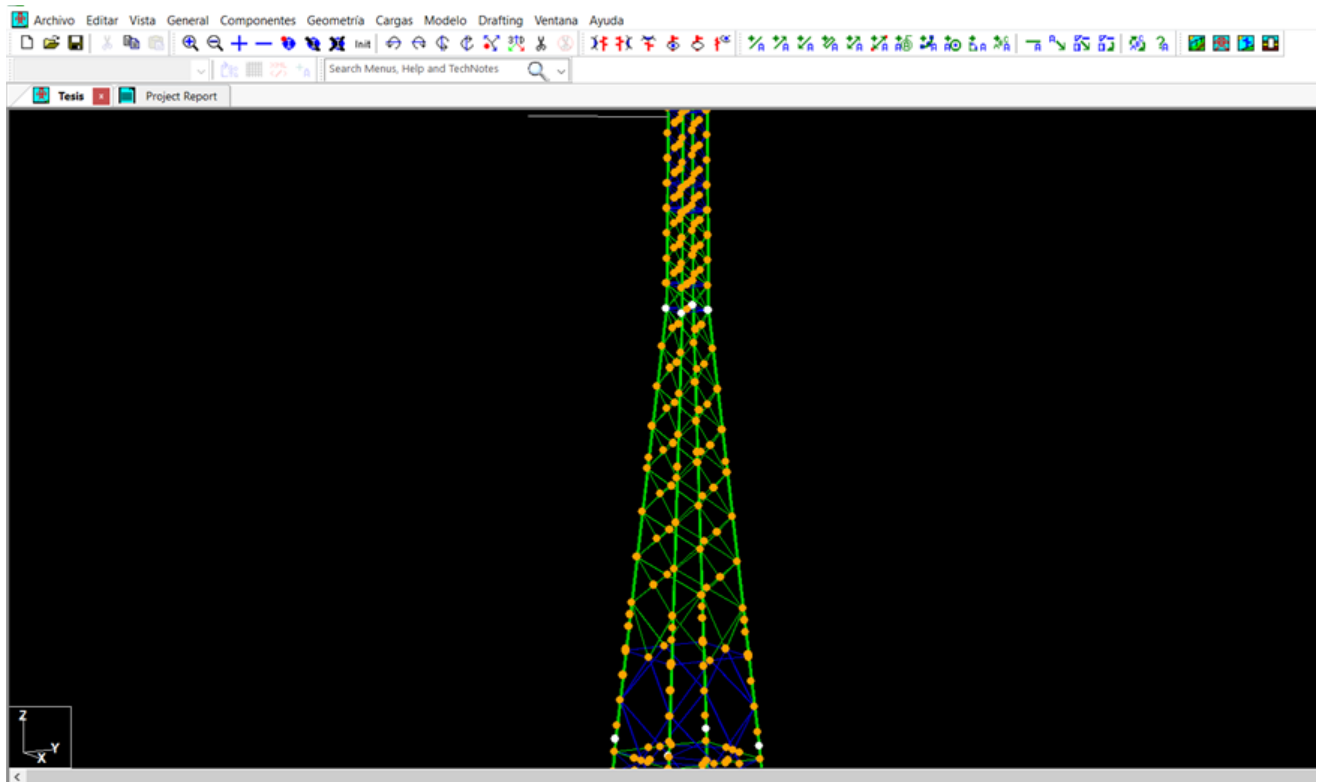 Archivo Editar Vista General Componentes Geometría Cargas Modelo Drafting Ventana Ayuda
Init
Search Menus, Help and TechNotes
Tesis Project Report
Z
Y
X